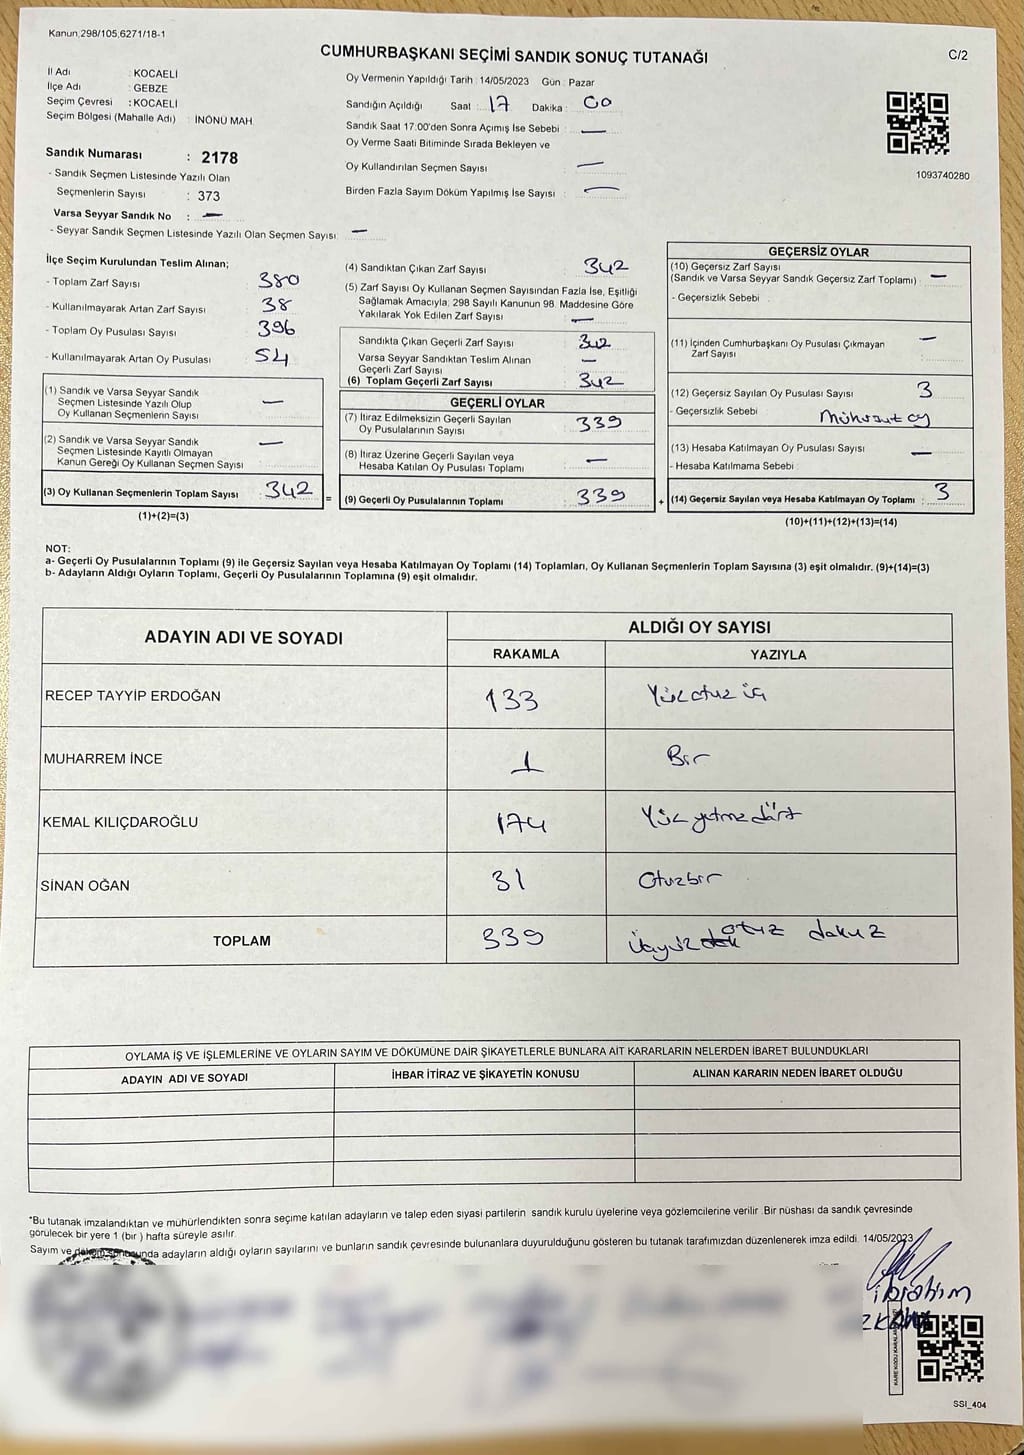 Kanun,298/105,6271/18-1
CUMHURBAŞKANI SEÇİMİ SANDIK SONUÇ TUTANAĞI
C/2
İl Adı : KOCAELİ
İlçe Adı : GEBZE
Seçim Çevresi : KOCAELİ
Seçim Bölgesi (Mahalle Adı) : İNÖNÜ MAH.
Sandık Numarası : 2178
- Sandık Seçmen Listesinde Yazılı Olan
Seçmenlerin Sayısı : 373
Varsa Seyyar Sandık No : —
- Seyyar Sandık Seçmen Listesinde Yazılı Olan Seçmen Sayısı: —
Oy Vermenin Yapıldığı Tarih : 14/05/2023 Gün : Pazar
Sandığın Açıldığı Saat : 17 Dakika : 00
Sandık Saat 17:00'den Sonra Açımış İse Sebebi : —
Oy Verme Saati Bitiminde Sırada Bekleyen ve
Oy Kullandırılan Seçmen Sayısı : —
Birden Fazla Sayım Döküm Yapılmış İse Sayısı : —
1093740280
İlçe Seçim Kurulundan Teslim Alınan;
- Toplam Zarf Sayısı : 380
- Kullanılmayarak Artan Zarf Sayısı : 38
- Toplam Oy Pusulası Sayısı : 396
- Kullanılmayarak Artan Oy Pusulası : 54
(1) Sandık ve Varsa Seyyar Sandık
Seçmen Listesinde Yazılı Olup
Oy Kullanan Seçmenlerin Sayısı : —
(2) Sandık ve Varsa Seyyar Sandık
Seçmen Listesinde Kayıtlı Olmayan
Kanun Gereği Oy Kullanan Seçmen Sayısı : —
(3) Oy Kullanan Seçmenlerin Toplam Sayısı : 342
(1)+(2)=(3)
(4) Sandıktan Çıkan Zarf Sayısı : 342
(5) Zarf Sayısı Oy Kullanan Seçmen Sayısından Fazla İse, Eşitliği
Sağlamak Amacıyla, 298 Sayılı Kanunun 98. Maddesine Göre
Yakılarak Yok Edilen Zarf Sayısı : —
Sandıkta Çıkan Geçerli Zarf Sayısı : 342
Varsa Seyyar Sandıktan Teslim Alınan
Geçerli Zarf Sayısı : —
(6) Toplam Geçerli Zarf Sayısı : 342
GEÇERLİ OYLAR
(7) İtiraz Edilmeksizin Geçerli Sayılan
Oy Pusulalarının Sayısı : 339
(8) İtiraz Üzerine Geçerli Sayılan veya
Hesaba Katılan Oy Pusulası Toplamı : —
= (9) Geçerli Oy Pusulalarının Toplamı : 339
GEÇERSİZ OYLAR
(10) Geçersiz Zarf Sayısı
(Sandık ve Varsa Seyyar Sandık Geçersiz Zarf Toplamı) : —
- Geçersizlik Sebebi :
(11) İçinden Cumhurbaşkanı Oy Pusulası Çıkmayan
Zarf Sayısı : —
(12) Geçersiz Sayılan Oy Pusulası Sayısı : 3
- Geçersizlik Sebebi :
(13) Hesaba Katılmayan Oy Pusulası Sayısı : —
- Hesaba Katılmama Sebebi :
+ (14) Geçersiz Sayılan veya Hesaba Katılmayan Oy Toplamı : 3
(10)+(11)+(12)+(13)=(14)
NOT:
a- Geçerli Oy Pusulalarının Toplamı (9) ile Geçersiz Sayılan veya Hesaba Katılmayan Oy Toplamı (14) Toplamları, Oy Kullanan Seçmenlerin Toplam Sayısına (3) eşit olmalıdır. (9)+(14)=(3)
b- Adayların Aldığı Oyların Toplamı, Geçerli Oy Pusulalarının Toplamına (9) eşit olmalıdır.
ADAYIN ADI VE SOYADI
ALDIĞI OY SAYISI
RAKAMLA YAZIYLA
RECEP TAYYİP ERDOĞAN 133 Yüz otuz üç
MUHARREM İNCE 1 Bir
KEMAL KILIÇDAROĞLU 174 Yüz yetmiş dört
SİNAN OĞAN 31 Otuzbir
TOPLAM 339 üçyüz otuz dokuz
OYLAMA İŞ VE İŞLEMLERİNE VE OYLARIN SAYIM VE DÖKÜMÜNE DAİR ŞİKAYETLERLE BUNLARA AİT KARARLARIN NELERDEN İBARET BULUNDUKLARI
ADAYIN ADI VE SOYADI İHBAR İTİRAZ VE ŞİKAYETİN KONUSU ALINAN KARARIN NEDEN İBARET OLDUĞU
*Bu tutanak imzalandıktan ve mühürlendikten sonra seçime katılan adayların ve talep eden siyasi partilerin sandık kurulu üyelerine veya gözlemcilerine verilir. Bir nüshası da sandık çevresinde
görülecek bir yere 1 (bir) hafta süreyle asılır.
Sayım ve döküm sonucunda adayların aldığı oyların sayılarını ve bunların sandık çevresinde bulunanlara duyurulduğunu gösteren bu tutanak tarafımızdan düzenlenerek imza edildi. 14/05/2023
ibrahim
SSI_404